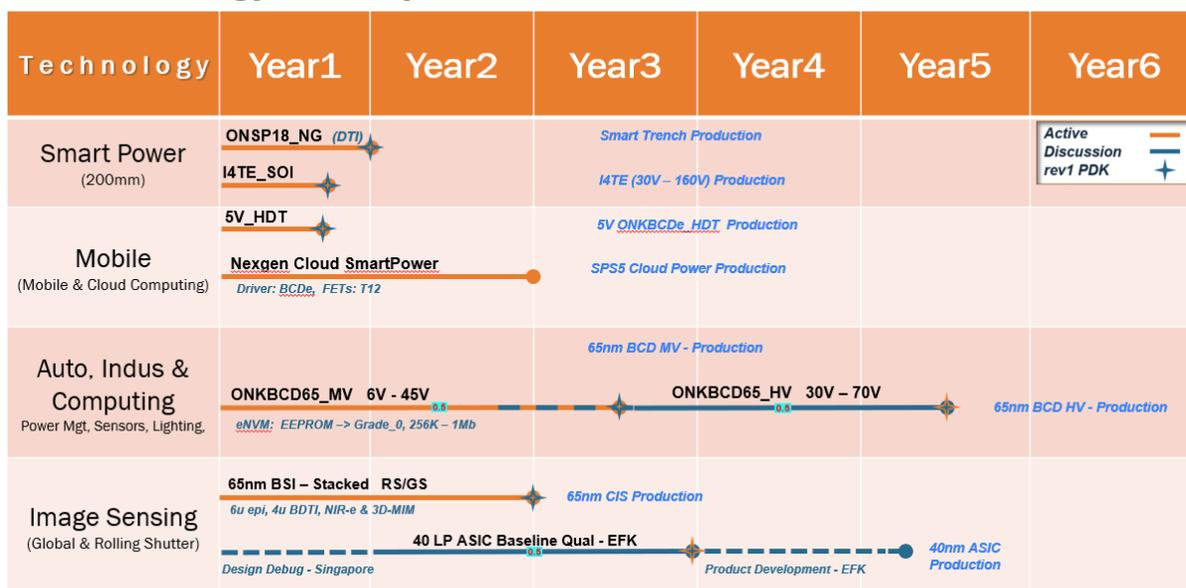 Technology Year1 Year2 Year3 Year4 Year5 Year6
Smart Power
(200mm)
ONSP18_NG (DTI)
Smart Trench Production
I4TE_SOI
I4TE (30V – 160V) Production
Active
Discussion
rev1 PDK
Mobile
(Mobile & Cloud Computing)
5V_HDT
5V ONKBCDe_HDT Production
Nexgen Cloud SmartPower
SPS5 Cloud Power Production
Driver: BCDe, FETs: T12
Auto, Indus &
Computing
Power Mgt, Sensors, Lighting,
65nm BCD MV - Production
ONKBCD65_MV 6V - 45V
ONKBCD65_HV 30V – 70V
0.5
0.5
65nm BCD HV - Production
eNVM: EEPROM –> Grade_0, 256K – 1Mb
Image Sensing
(Global & Rolling Shutter)
65nm BSI – Stacked RS/GS
65nm CIS Production
6u epi, 4u BDTI, NIR-e & 3D-MIM
40 LP ASIC Baseline Qual - EFK
0.5
40nm ASIC
Production
Design Debug - Singapore
Product Development - EFK